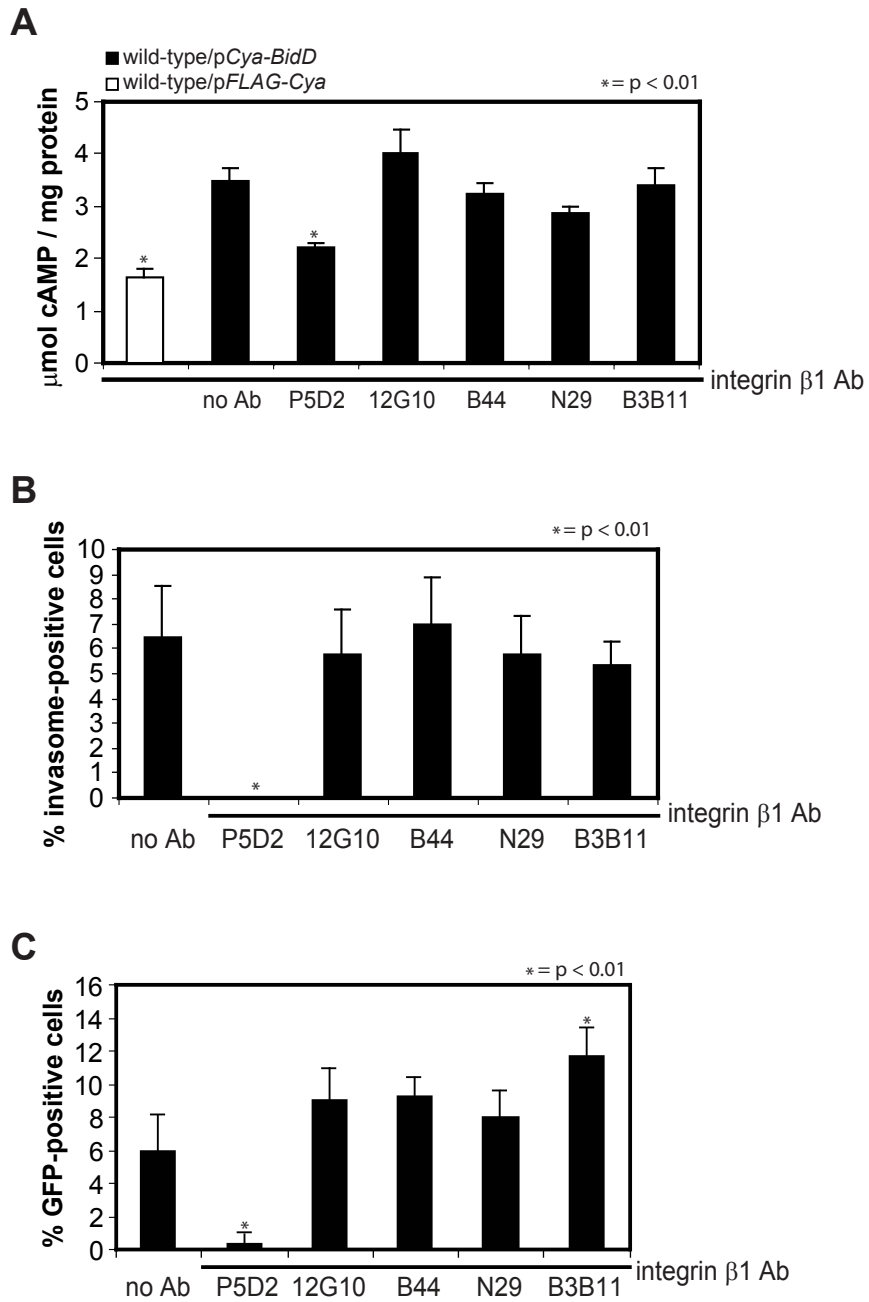 A
■ wild-type/pCya-BidD
□ wild-type/pFLAG-Cya
*= p < 0.01
μmol cAMP / mg protein
5
4
3
2
1
0
*
*
no Ab P5D2 12G10 B44 N29 B3B11
integrin β1 Ab
B
*= p < 0.01
% invasome-positive cells
10
9
8
7
6
5
4
3
2
1
0
*
no Ab P5D2 12G10 B44 N29 B3B11
integrin β1 Ab
C
*= p < 0.01
% GFP-positive cells
16
14
12
10
8
6
4
2
0
*
*
no Ab P5D2 12G10 B44 N29 B3B11
integrin β1 Ab